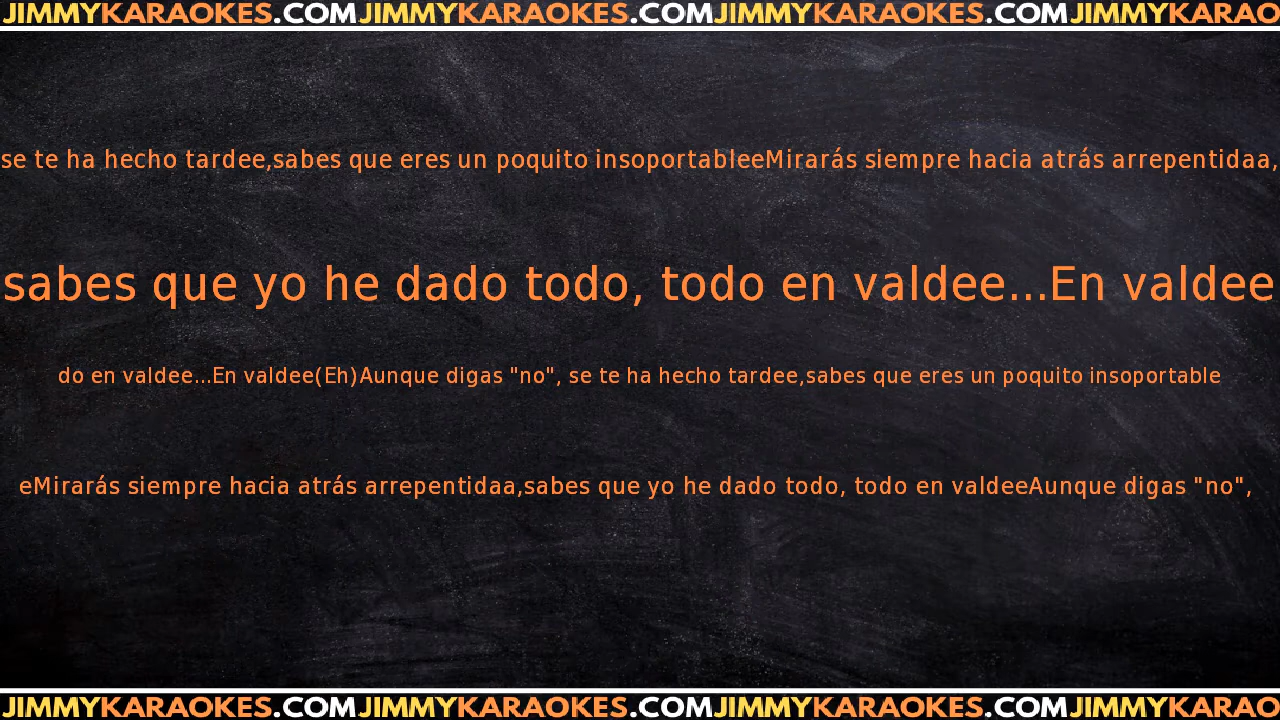 JIMMYKARAOKES.COMJIMMYKARAOKES.COMJIMMYKARAOKES.COMJIMMYKARAO
se te ha hecho tardee,sabes que eres un poquito insoportableeMirarás siempre hacia atrás arrepentidaa,
sabes que yo he dado todo, todo en valdee...En valdee
do en valdee...En valdee(Eh)Aunque digas "no", se te ha hecho tardee,sabes que eres un poquito insoportable
eMirarás siempre hacia atrás arrepentidaa,sabes que yo he dado todo, todo en valdeeAunque digas "no",
JIMMYKARAOKES.COMJIMMYKARAOKES.COMJIMMYKARAOKES.COMJIMMYKARAO